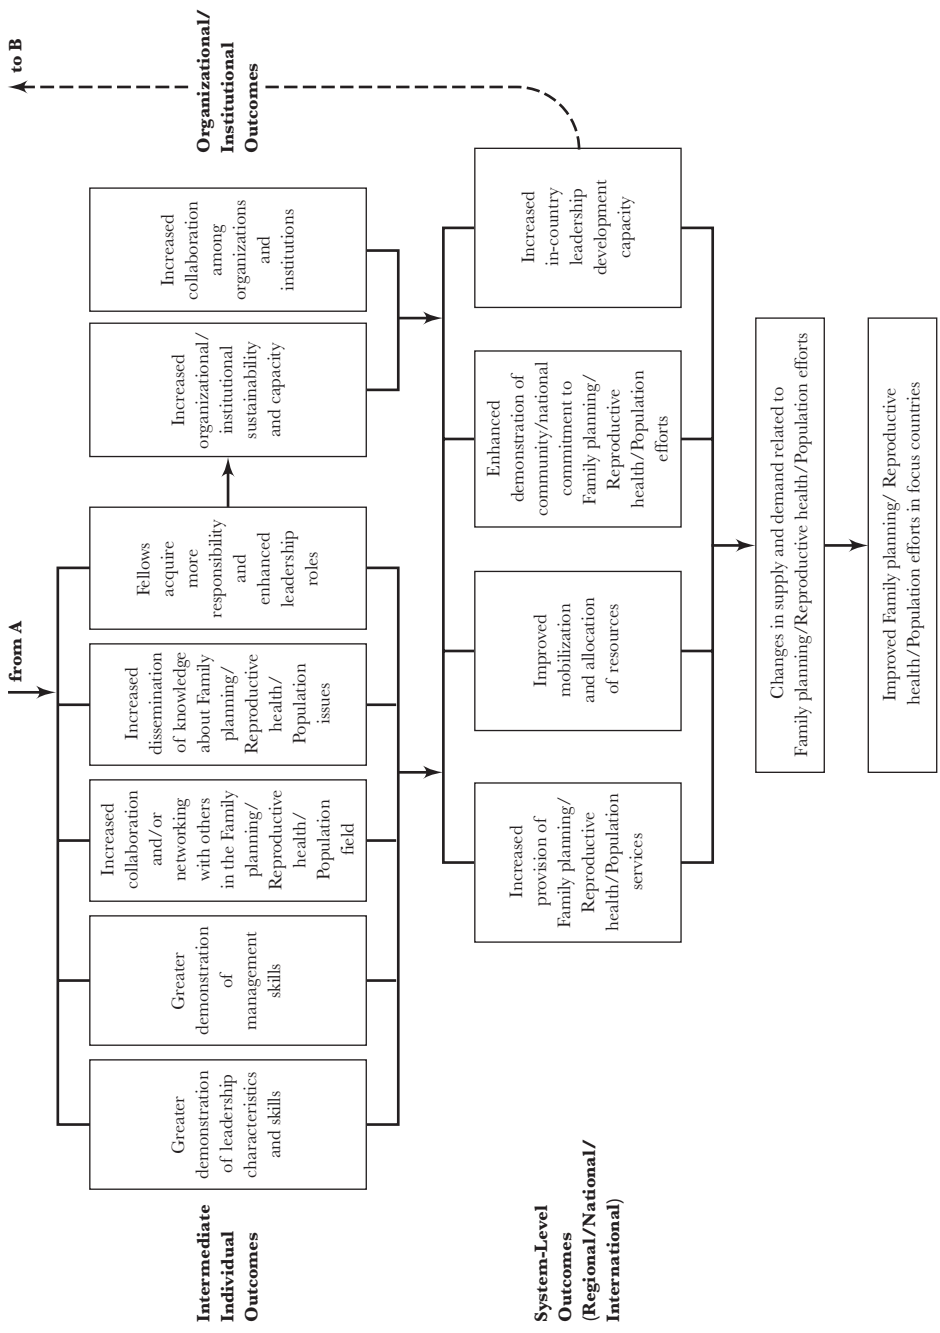 from A
to B
Intermediate
Individual
Outcomes
Greater
demonstration
of leadership
characteristics
and skills
Greater
demonstration
of
management
skills
Increased
collaboration
and/or
networking
with others
in the Family
planning/
Reproductive
health/
Population
field
Increased
dissemination
of knowledge
about Family
planning/
Reproductive
health/
Population
issues
Fellows
acquire
more
responsibility
and
enhanced
leadership
roles
Increased
organizational/
institutional
sustainability
and capacity
Increased
collaboration
among
organizations
and
institutions
Organizational/
Institutional
Outcomes
System-Level
Outcomes
(Regional/National/
International)
Increased
provision of
Family planning/
Reproductive
health/Population
services
Improved
mobilization
and allocation
of resources
Enhanced
demonstration of
community/national
commitment to
Family planning/
Reproductive
health/Population
efforts
Increased
in-country
leadership
development
capacity
Changes in supply and demand related to
Family planning/Reproductive health/Population efforts
Improved Family planning/ Reproductive
health/Population efforts in focus countries